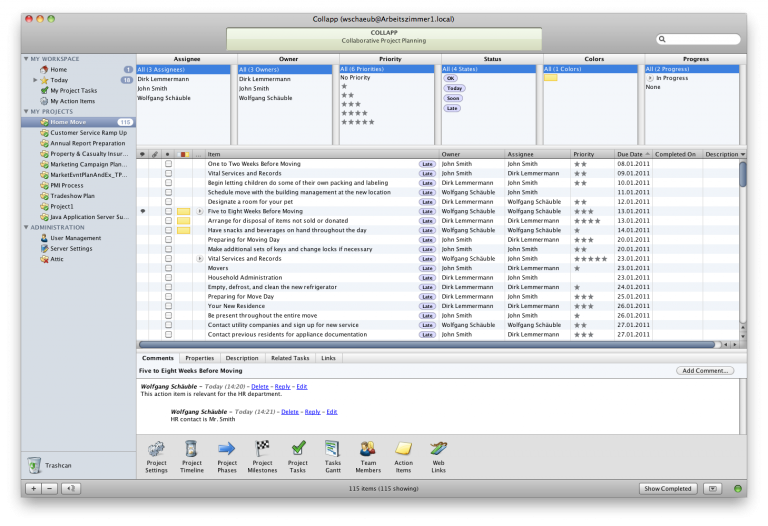 Collapp (wschaeub@Arbeitszimmer1.local)
COLLAPP
Collaborative Project Planning
MY WORKSPACE
Home 1
Today 18
My Project Tasks
My Action Items
MY PROJECTS
Home Move 115
Customer Service Ramp Up
Annual Report Preparation
Property & Casualty Insur...
Marketing Campaign Plan...
MarketEvntPlanAndEx_TP...
PMI Process
Tradeshow Plan
Project1
Java Application Server Su...
ADMINISTRATION
User Management
Server Settings
Attic
Trashcan
Assignee Owner Priority Status Colors Progress
All (3 Assignees) All (3 Owners) All (6 Priorities) All (4 States) All (1 Colors) All (2 Progress)
Dirk Lemmermann Dirk Lemmermann No Priority OK In Progress
John Smith John Smith ★ Today None
Wolfgang Schäuble Wolfgang Schäuble ★★ Soon
★★★ Late
★★★★
★★★★★
... Item Owner Assignee Priority Due Date Completed On Description
One to Two Weeks Before Moving Late John Smith John Smith ★★ 08.01.2011
Vital Services and Records Late John Smith Dirk Lemmermann ★★ 09.01.2011
Begin letting children do some of their own packing and labeling Late Dirk Lemmermann John Smith ★★ 10.01.2011
Schedule move with the building management at the new location Late Wolfgang Schäuble John Smith 11.01.2011
Designate a room for your pet Late Wolfgang Schäuble Dirk Lemmermann ★★ 12.01.2011
Five to Eight Weeks Before Moving Late Dirk Lemmermann Wolfgang Schäuble ★★★ 13.01.2011
Arrange for disposal of items not sold or donated Late Dirk Lemmermann Dirk Lemmermann ★★★★ 13.01.2011
Have snacks and beverages on hand throughout the day Late Dirk Lemmermann Wolfgang Schäuble ★ 14.01.2011
Preparing for Moving Day Late John Smith Dirk Lemmermann ★★★ 20.01.2011
Make additional sets of keys and change locks if necessary Late Dirk Lemmermann John Smith ★★ 20.01.2011
Vital Services and Records Late John Smith Wolfgang Schäuble ★★★★★ 23.01.2011
Movers Late John Smith Dirk Lemmermann ★ 23.01.2011
Household Administration Late Dirk Lemmermann John Smith 23.01.2011
Empty, defrost, and clean the new refrigerator Late Dirk Lemmermann John Smith ★ 24.01.2011
Preparing for Move Day Late Dirk Lemmermann John Smith ★★★ 25.01.2011
Your New Residence Late Dirk Lemmermann John Smith ★★★ 26.01.2011
Be present throughout the entire move Late John Smith John Smith ★ 26.01.2011
Contact utility companies and sign up for new service Late Wolfgang Schäuble Wolfgang Schäuble ★★ 27.01.2011
Contact previous residents for appliance documentation Late John Smith Dirk Lemmermann ★★★ 27.01.2011
Comments Properties Description Related Tasks Links
Five to Eight Weeks Before Moving Add Comment...
Wolfgang Schäuble – Today (14:20) – Delete – Reply – Edit
This action item is relevant for the HR department.
Wolfgang Schäuble – Today (14:21) – Delete – Reply – Edit
HR contact is Mr. Smith
Project Settings
Project Timeline
Project Phases
Project Milestones
Project Tasks
Tasks Gantt
Team Members
Action Items
Web Links
115 items (115 showing)
Show Completed